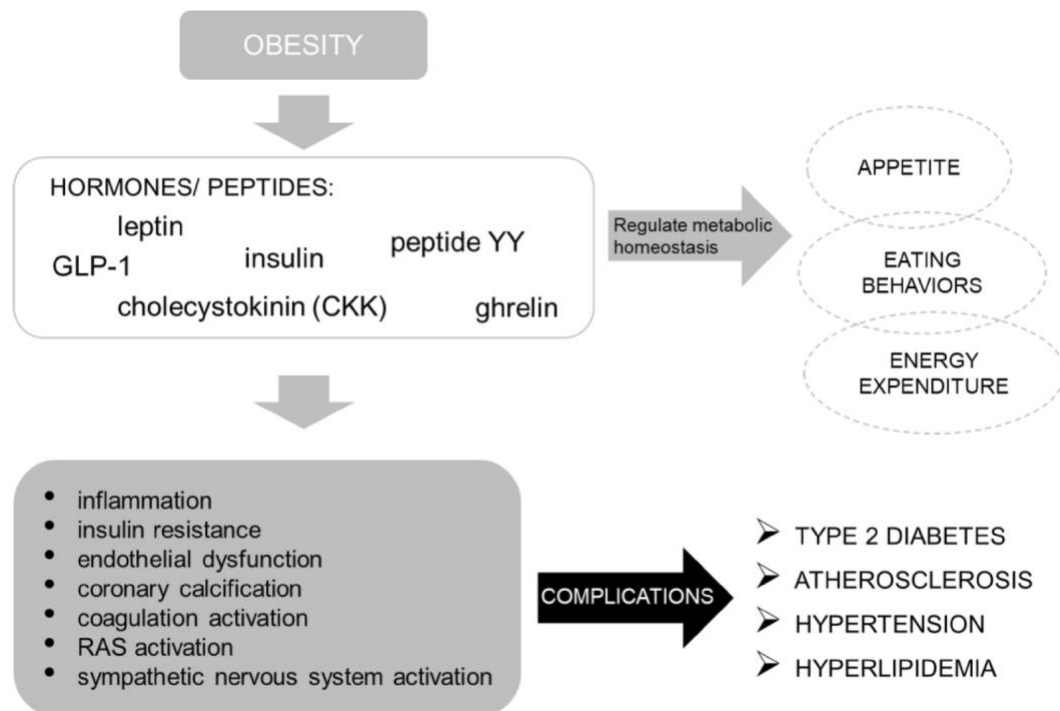 OBESITY
HORMONES/ PEPTIDES:
leptin
GLP-1
insulin
peptide YY
cholecystokinin (CKK)
ghrelin
Regulate metabolic
homeostasis
APPETITE
EATING
BEHAVIORS
ENERGY
EXPENDITURE
• inflammation
• insulin resistance
• endothelial dysfunction
• coronary calcification
• coagulation activation
• RAS activation
• sympathetic nervous system activation
COMPLICATIONS
➢ TYPE 2 DIABETES
➢ ATHEROSCLEROSIS
➢ HYPERTENSION
➢ HYPERLIPIDEMIA